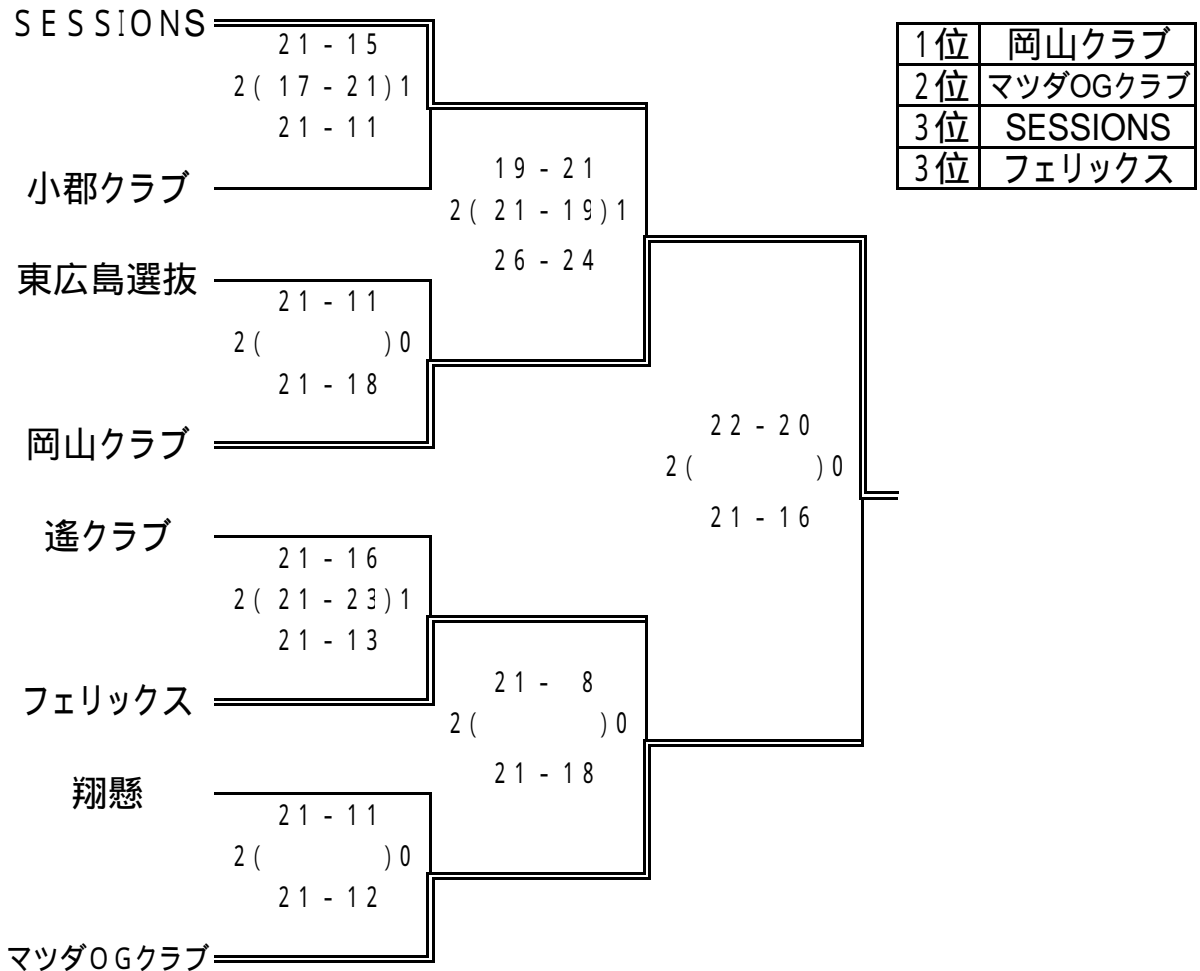 SESSIONS
21-15
2(17-21)1
21-11
小郡クラブ
19-21
2(21-19)1
26-24
東広島選抜
21-11
2( )0
21-18
岡山クラブ
22-20
2( )0
21-16
遙クラブ
21-16
2(21-23)1
21-13
フェリックス
21- 8
2( )0
21-18
翔懸
21-11
2( )0
21-12
マツダOGクラブ
1位 岡山クラブ
2位 マツダOGクラブ
3位 SESSIONS
3位 フェリックス